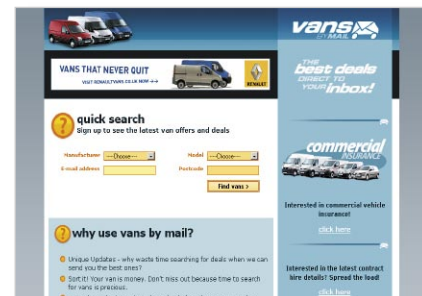 vans
BY MAIL
VANS THAT NEVER QUIT
VISIT RENAULTVANS.CO.UK NOW
RENAULT
THE
best deals
DIRECT TO
YOUR inbox!
quick search
Sign up to see the latest van offers and deals
Manufacturer
---Choose---
Model
---Choose---
E-mail address
Postcode
Find vans >
commercial
INSURANCE
Interested in commercial vehicle
insurance?
click here
why use vans by mail?
Unique Updates - why waste time searching for deals when we can
send you the best ones?
Sort it! Your van is money. Don't miss out because time to search
for vans is precious.
Interested in the latest contract
hire details? Spread the load!
click here